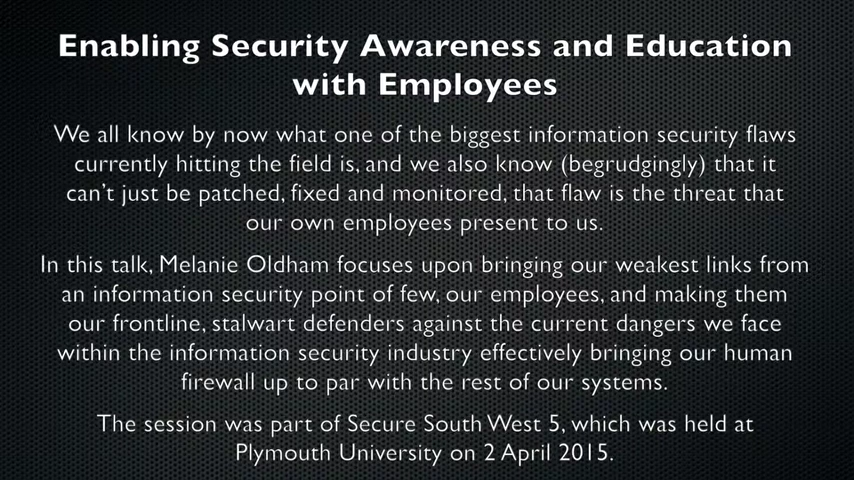 Enabling Security Awareness and Education
with Employees
We all know by now what one of the biggest information security flaws
currently hitting the field is, and we also know (begrudgingly) that it
can't just be patched, fixed and monitored, that flaw is the threat that
our own employees present to us.
In this talk, Melanie Oldham focuses upon bringing our weakest links from
an information security point of few, our employees, and making them
our frontline, stalwart defenders against the current dangers we face
within the information security industry effectively bringing our human
firewall up to par with the rest of our systems.
The session was part of Secure South West 5, which was held at
Plymouth University on 2 April 2015.